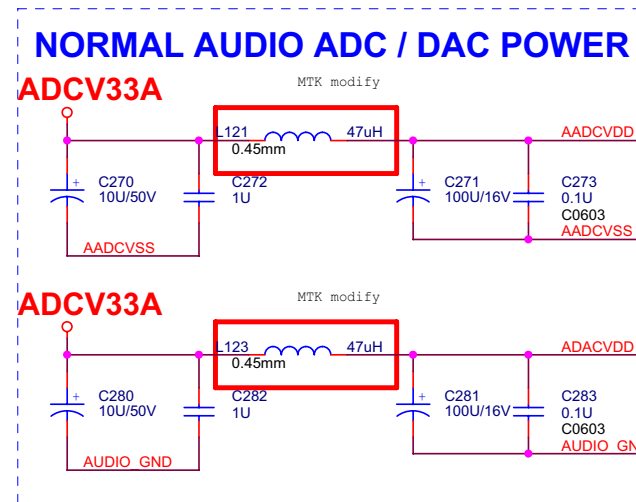 NORMAL AUDIO ADC / DAC POWER
ADCV33A
MTK modify
L121
47uH
0.45mm
AADCVDD
C270
10U/50V
C272
1U
C271
100U/16V
C273
0.1U
C0603
AADCVSS
AADCVSS
ADCV33A
MTK modify
L123
47uH
0.45mm
ADACVDD
C280
10U/50V
C282
1U
C281
100U/16V
C283
0.1U
C0603
AUDIO_GN
AUDIO_GND